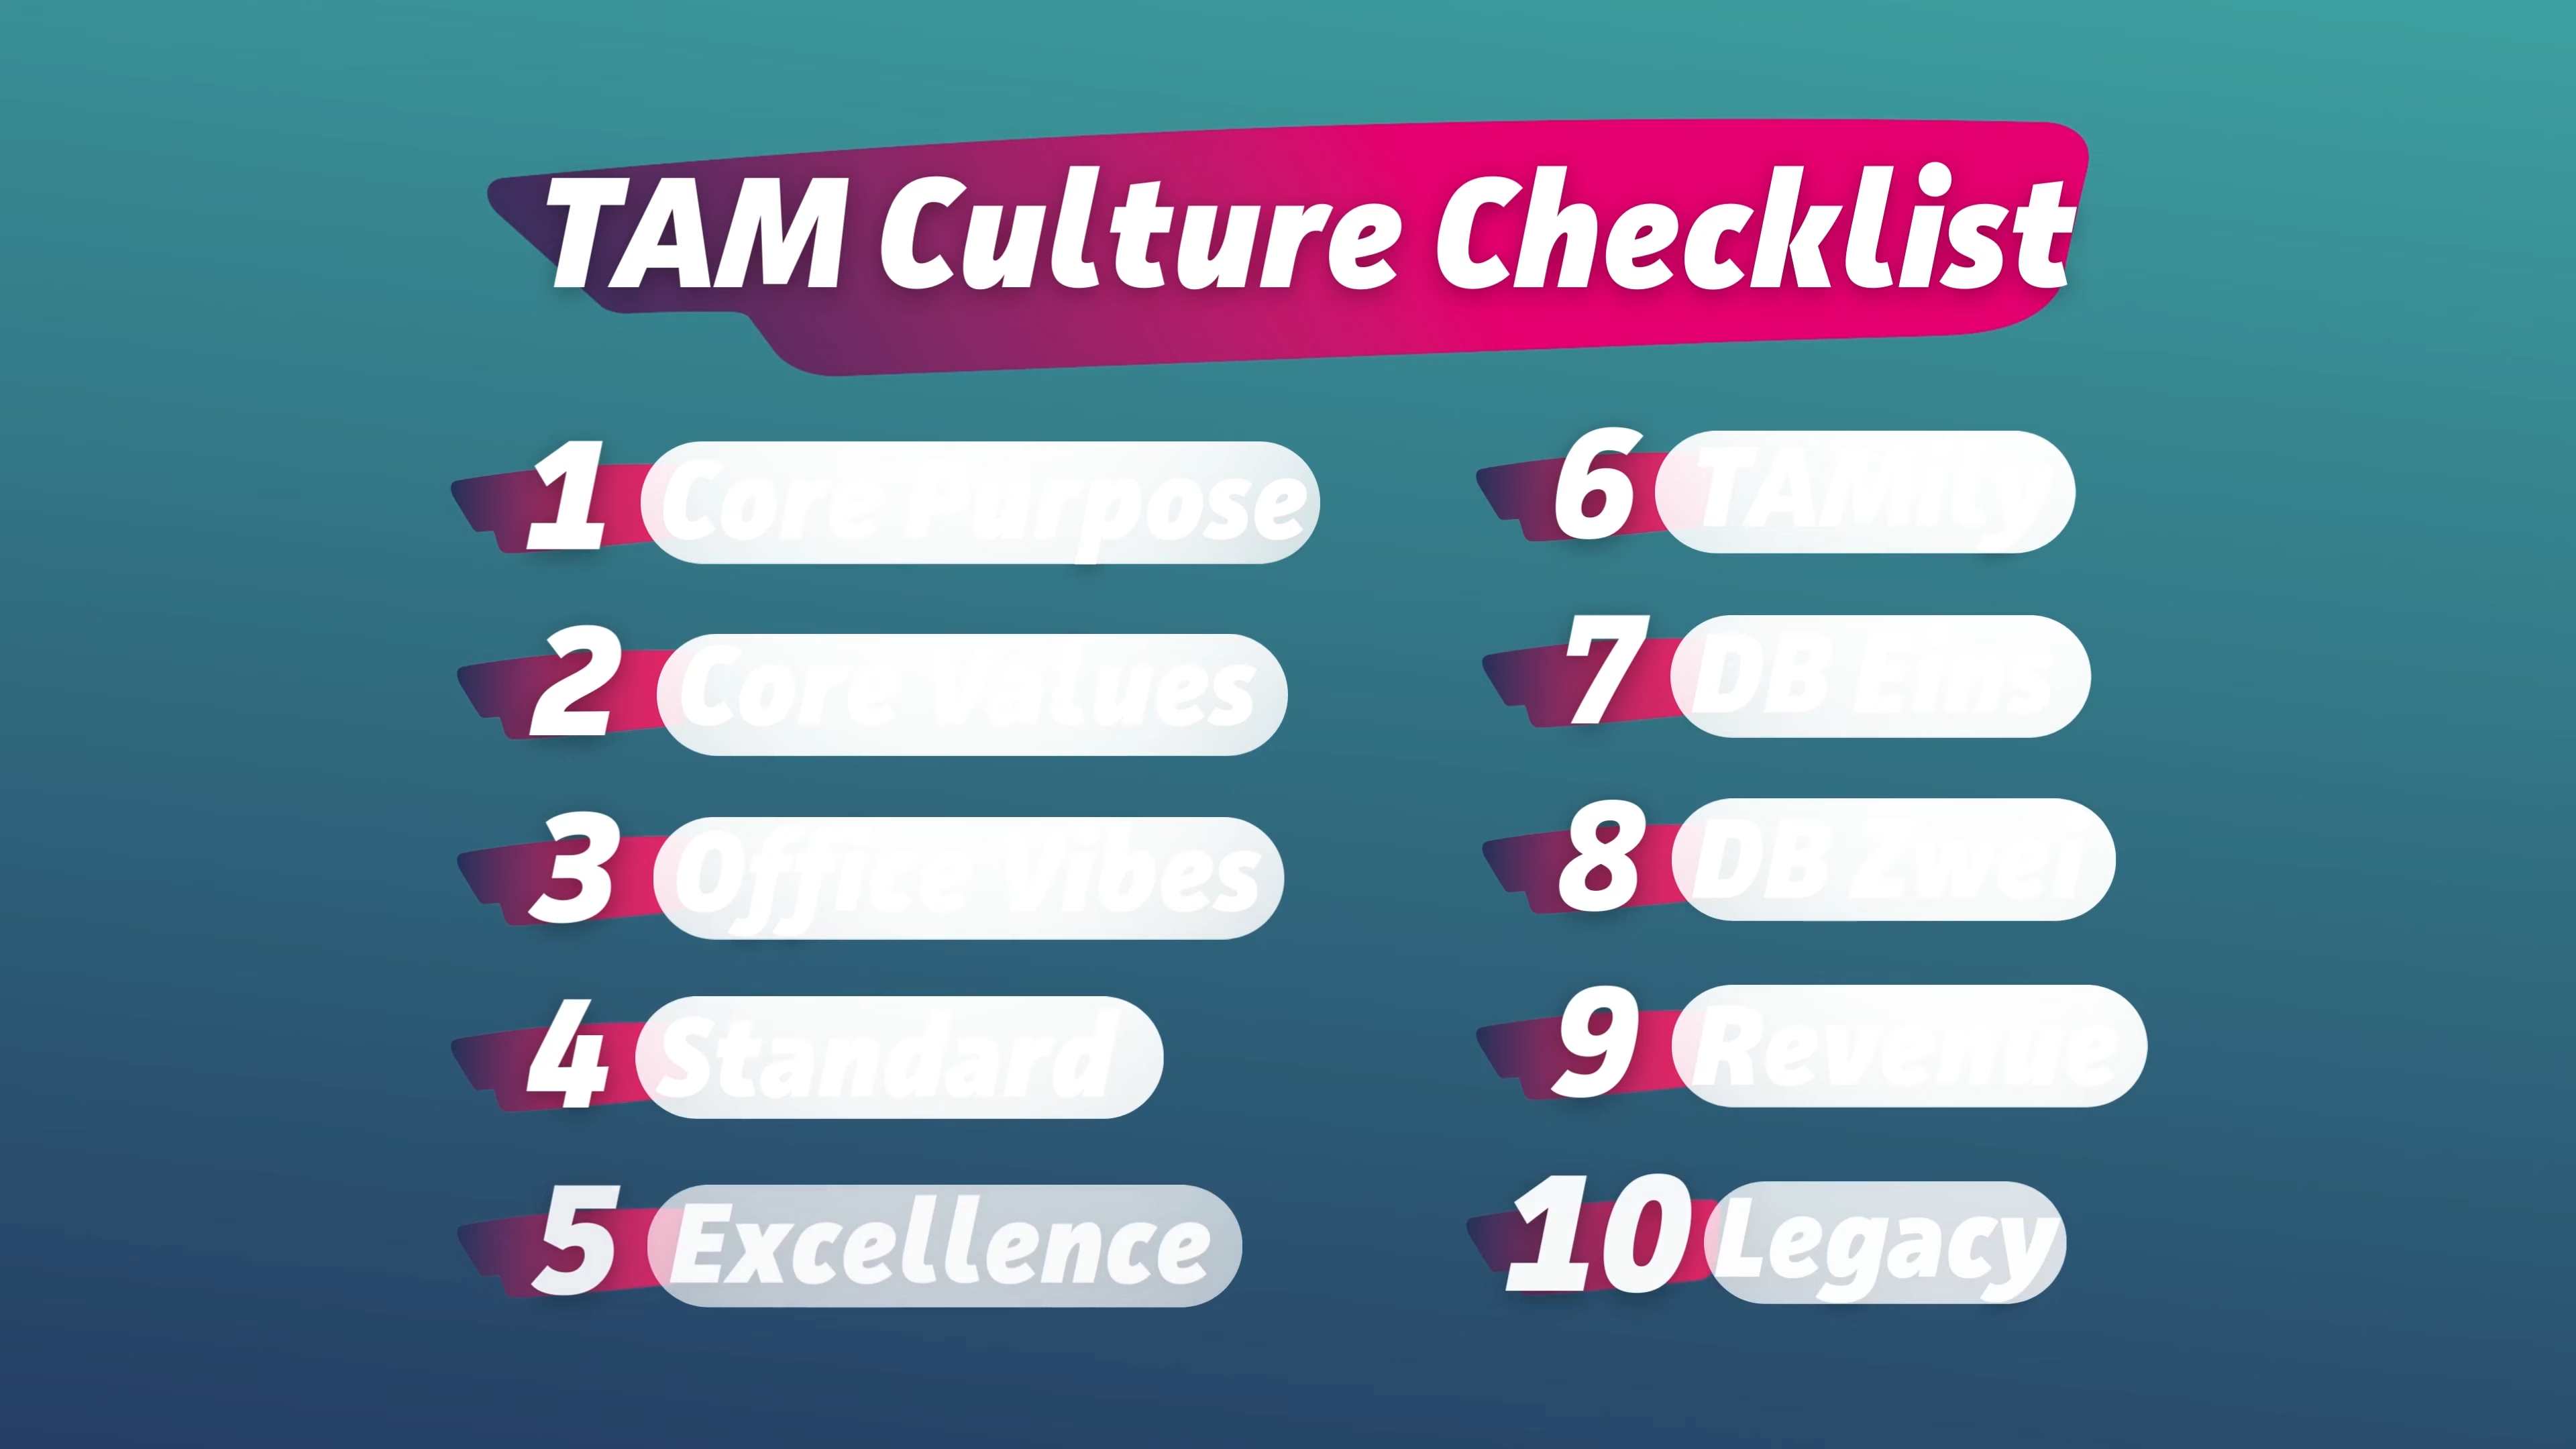 TAM Culture Checklist
1 Core Purpose
2 Core Values
3 Office Vibes
4 Standard
5 Excellence
6 TAMily
7 DB Eins
8 DB Zwei
9 Revenue
10 Legacy